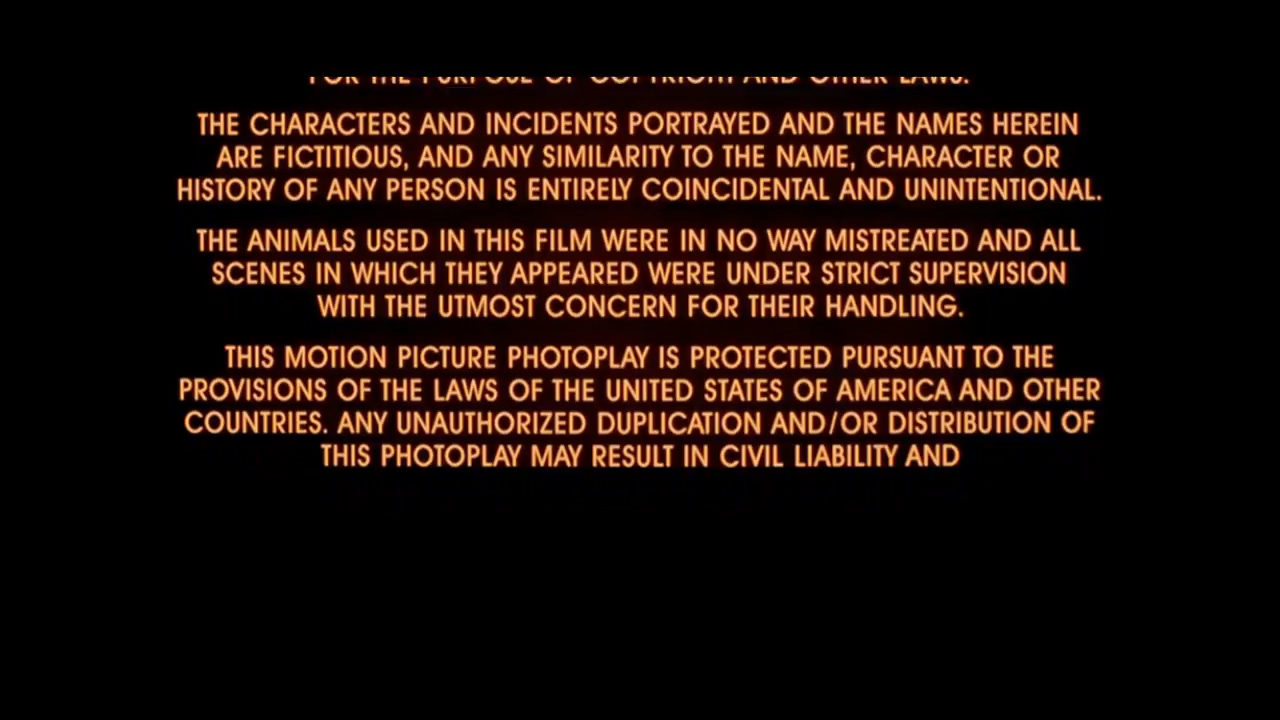 FOR THE PURPOSE OF COPYRIGHT AND OTHER LAWS.
THE CHARACTERS AND INCIDENTS PORTRAYED AND THE NAMES HEREIN
ARE FICTITIOUS, AND ANY SIMILARITY TO THE NAME, CHARACTER OR
HISTORY OF ANY PERSON IS ENTIRELY COINCIDENTAL AND UNINTENTIONAL.
THE ANIMALS USED IN THIS FILM WERE IN NO WAY MISTREATED AND ALL
SCENES IN WHICH THEY APPEARED WERE UNDER STRICT SUPERVISION
WITH THE UTMOST CONCERN FOR THEIR HANDLING.
THIS MOTION PICTURE PHOTOPLAY IS PROTECTED PURSUANT TO THE
PROVISIONS OF THE LAWS OF THE UNITED STATES OF AMERICA AND OTHER
COUNTRIES. ANY UNAUTHORIZED DUPLICATION AND/OR DISTRIBUTION OF
THIS PHOTOPLAY MAY RESULT IN CIVIL LIABILITY AND